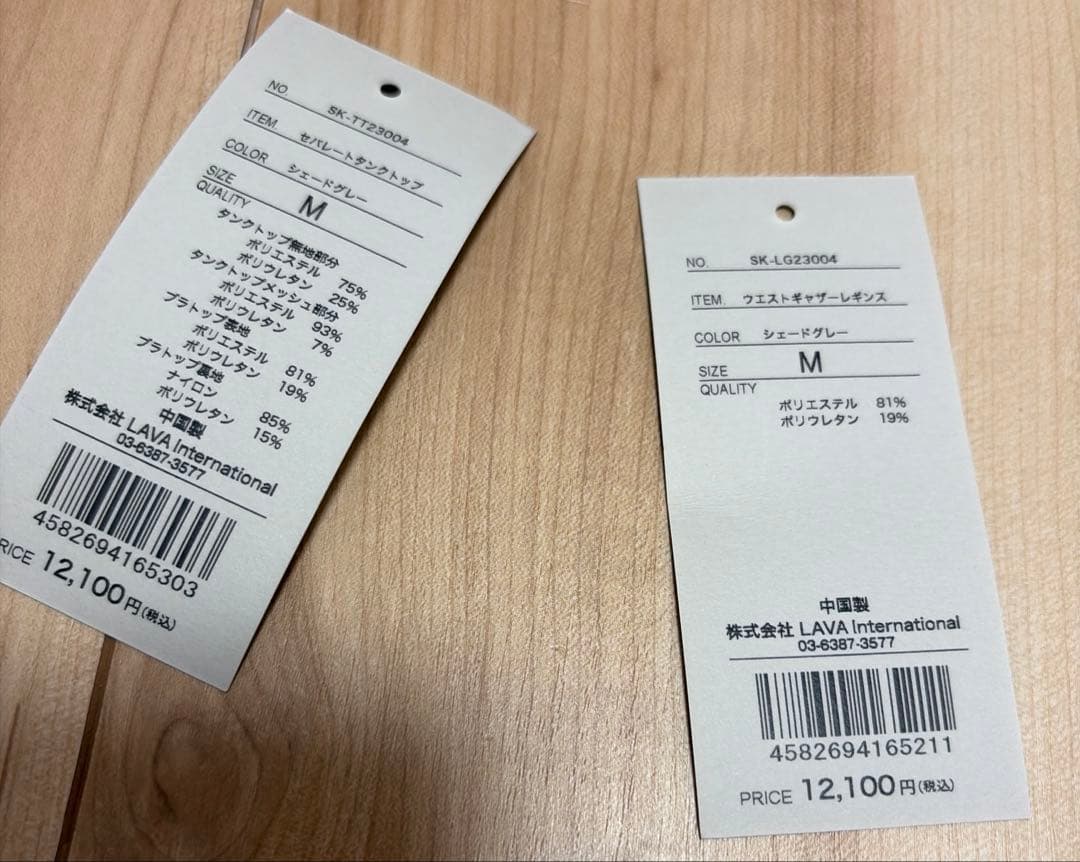 NO. SK-TT23004
ITEM. セパレートタンクトップ
COLOR シェードグレー
SIZE M
QUALITY
タンクトップ無地部分
ポリエステル 75%
ポリウレタン 25%
タンクトップメッシュ部分
ポリエステル 93%
ポリウレタン 7%
ブラトップ表地
ポリエステル 81%
ポリウレタン 19%
ブラトップ裏地
ナイロン 85%
ポリウレタン 15%
中国製
株式会社 LAVA International
03-6387-3577
4582694165303
RICE 12,100円(税込)
NO. SK-LG23004
ITEM. ウエストギャザーレギンス
COLOR シェードグレー
SIZE M
QUALITY
ポリエステル 81%
ポリウレタン 19%
中国製
株式会社 LAVA International
03-6387-3577
4582694165211
PRICE 12,100円(税込)